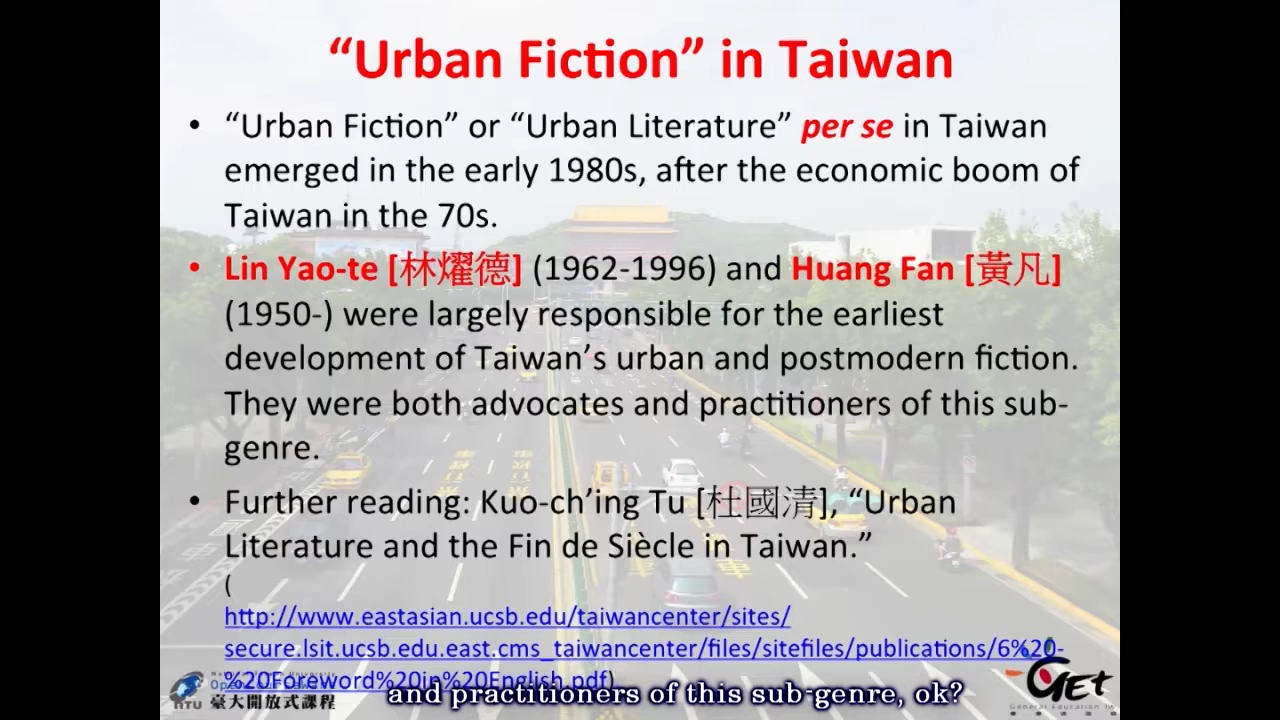 “Urban Fiction” in Taiwan
• “Urban Fiction” or “Urban Literature” per se in Taiwan
emerged in the early 1980s, after the economic boom of
Taiwan in the 70s.
• Lin Yao-te [林燿德] (1962-1996) and Huang Fan [黃凡]
(1950-) were largely responsible for the earliest
development of Taiwan’s urban and postmodern fiction.
They were both advocates and practitioners of this sub-
genre.
• Further reading: Kuo-ch’ing Tu [杜國清], “Urban
Literature and the Fin de Siècle in Taiwan.”
(
http://www.eastasian.ucsb.edu/taiwancenter/sites/
secure.lsit.ucsb.edu.east.cms_taiwancenter/files/sitefiles/publications/6%20-
%20Foreword%20in%20English.pdf)
NTU
臺大開放式課程
GET
and practitioners of this sub-genre, ok?